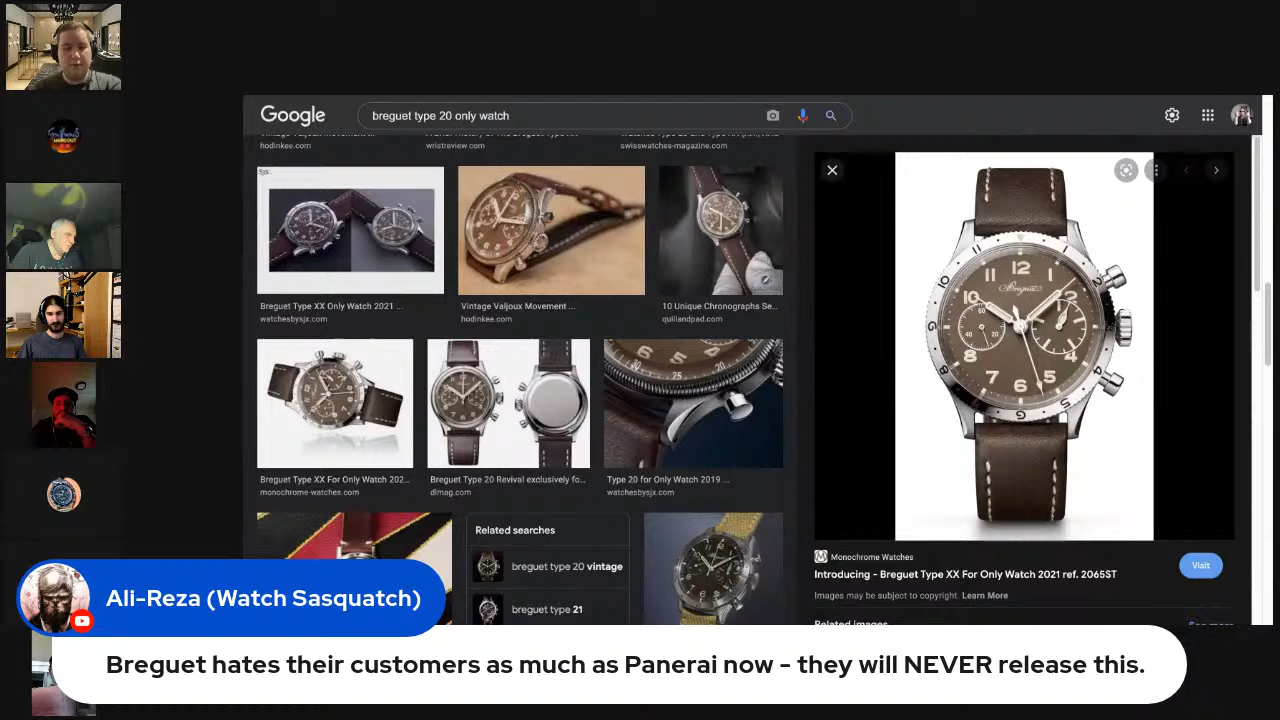 Google
breguet type 20 only watch
hodinkee.com
wristreview.com
swisswatches-magazine.com
Breguet Type XX Only Watch 2021 ...
watchesbysjx.com
Vintage Valjoux Movement ...
hodinkee.com
10 Unique Chronographs Se...
quillandpad.com
Breguet Type XX For Only Watch 202...
monochrome-watches.com
Breguet Type 20 Revival exclusively fo...
dlmag.com
Type 20 for Only Watch 2019 ...
watchesbysjx.com
Related searches
breguet type 20 vintage
breguet type 21
Breguet
Monochrome Watches
Introducing - Breguet Type XX For Only Watch 2021 ref. 2065ST
Visit
Images may be subject to copyright. Learn More
Related images
See more
Ali-Reza (Watch Sasquatch)
Breguet hates their customers as much as Panerai now - they will NEVER release this.